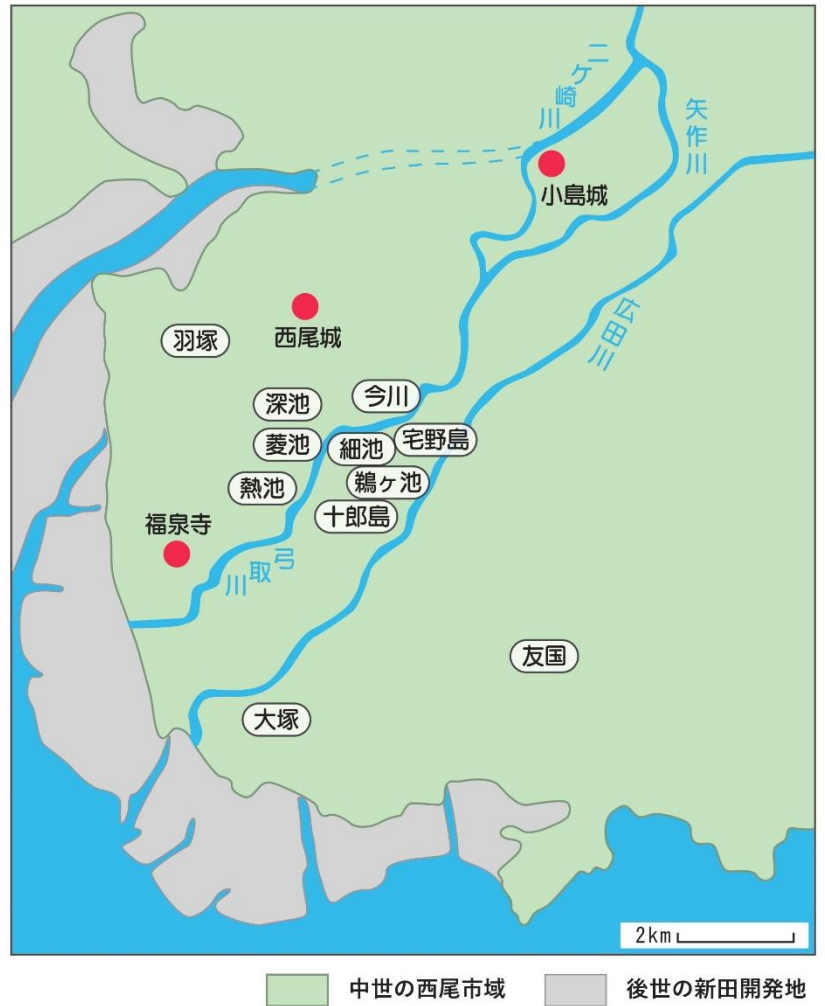 二ケ崎川
矢作川
小島城
広田川
西尾城
羽塚
今川
深池
宅野島
菱池
細池
鵜ヶ池
熱池
十郎島
福泉寺
弓取川
友国
大塚
2km
中世の西尾市域
後世の新田開発地